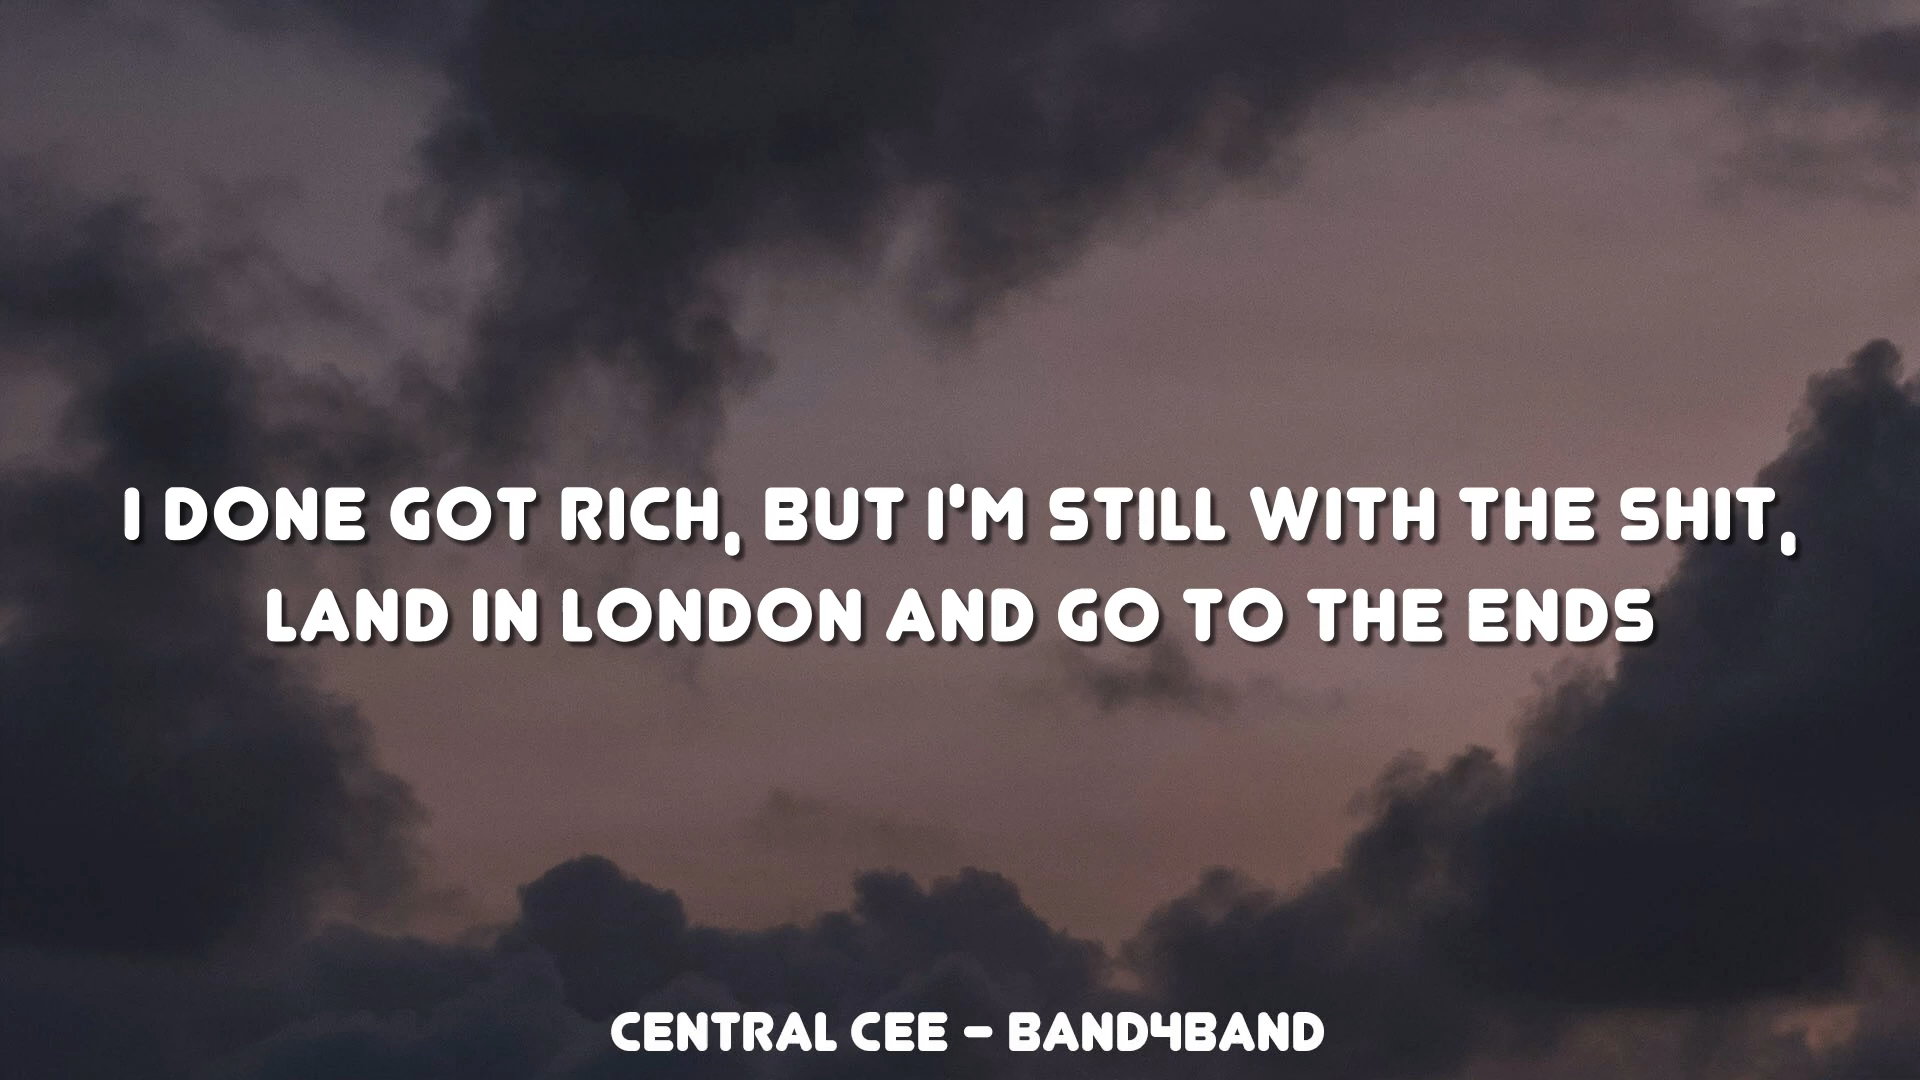 I DONE GOT RICH, BUT I'M STILL WITH THE SHIT,
LAND IN LONDON AND GO TO THE ENDS
CENTRAL CEE - BAND4BAND